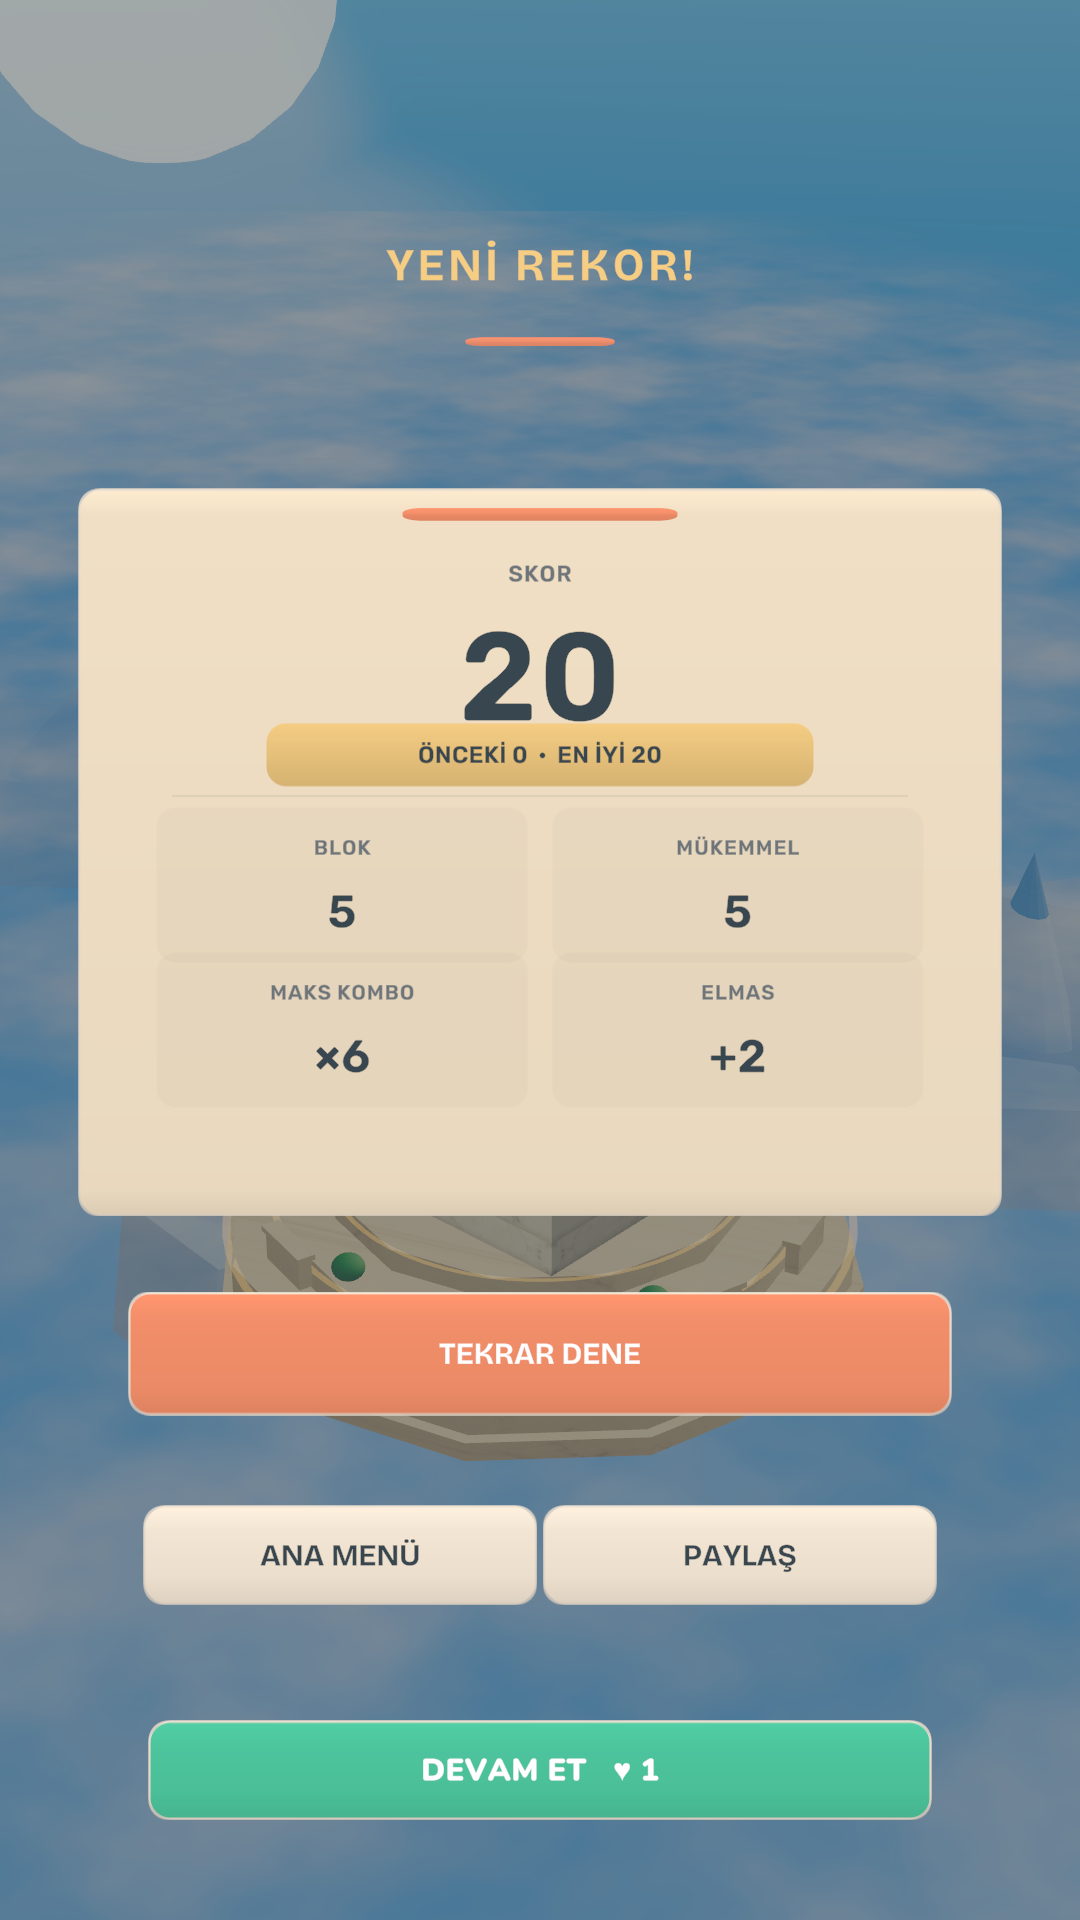 YENİ REKOR!
SKOR
20
ÖNCEKİ 0 • EN İYİ 20
BLOK
5
MÜKEMMEL
5
MAKS KOMBO
×6
ELMAS
+2
TEKRAR DENE
ANA MENÜ
PAYLAŞ
DEVAM ET ♥ 1